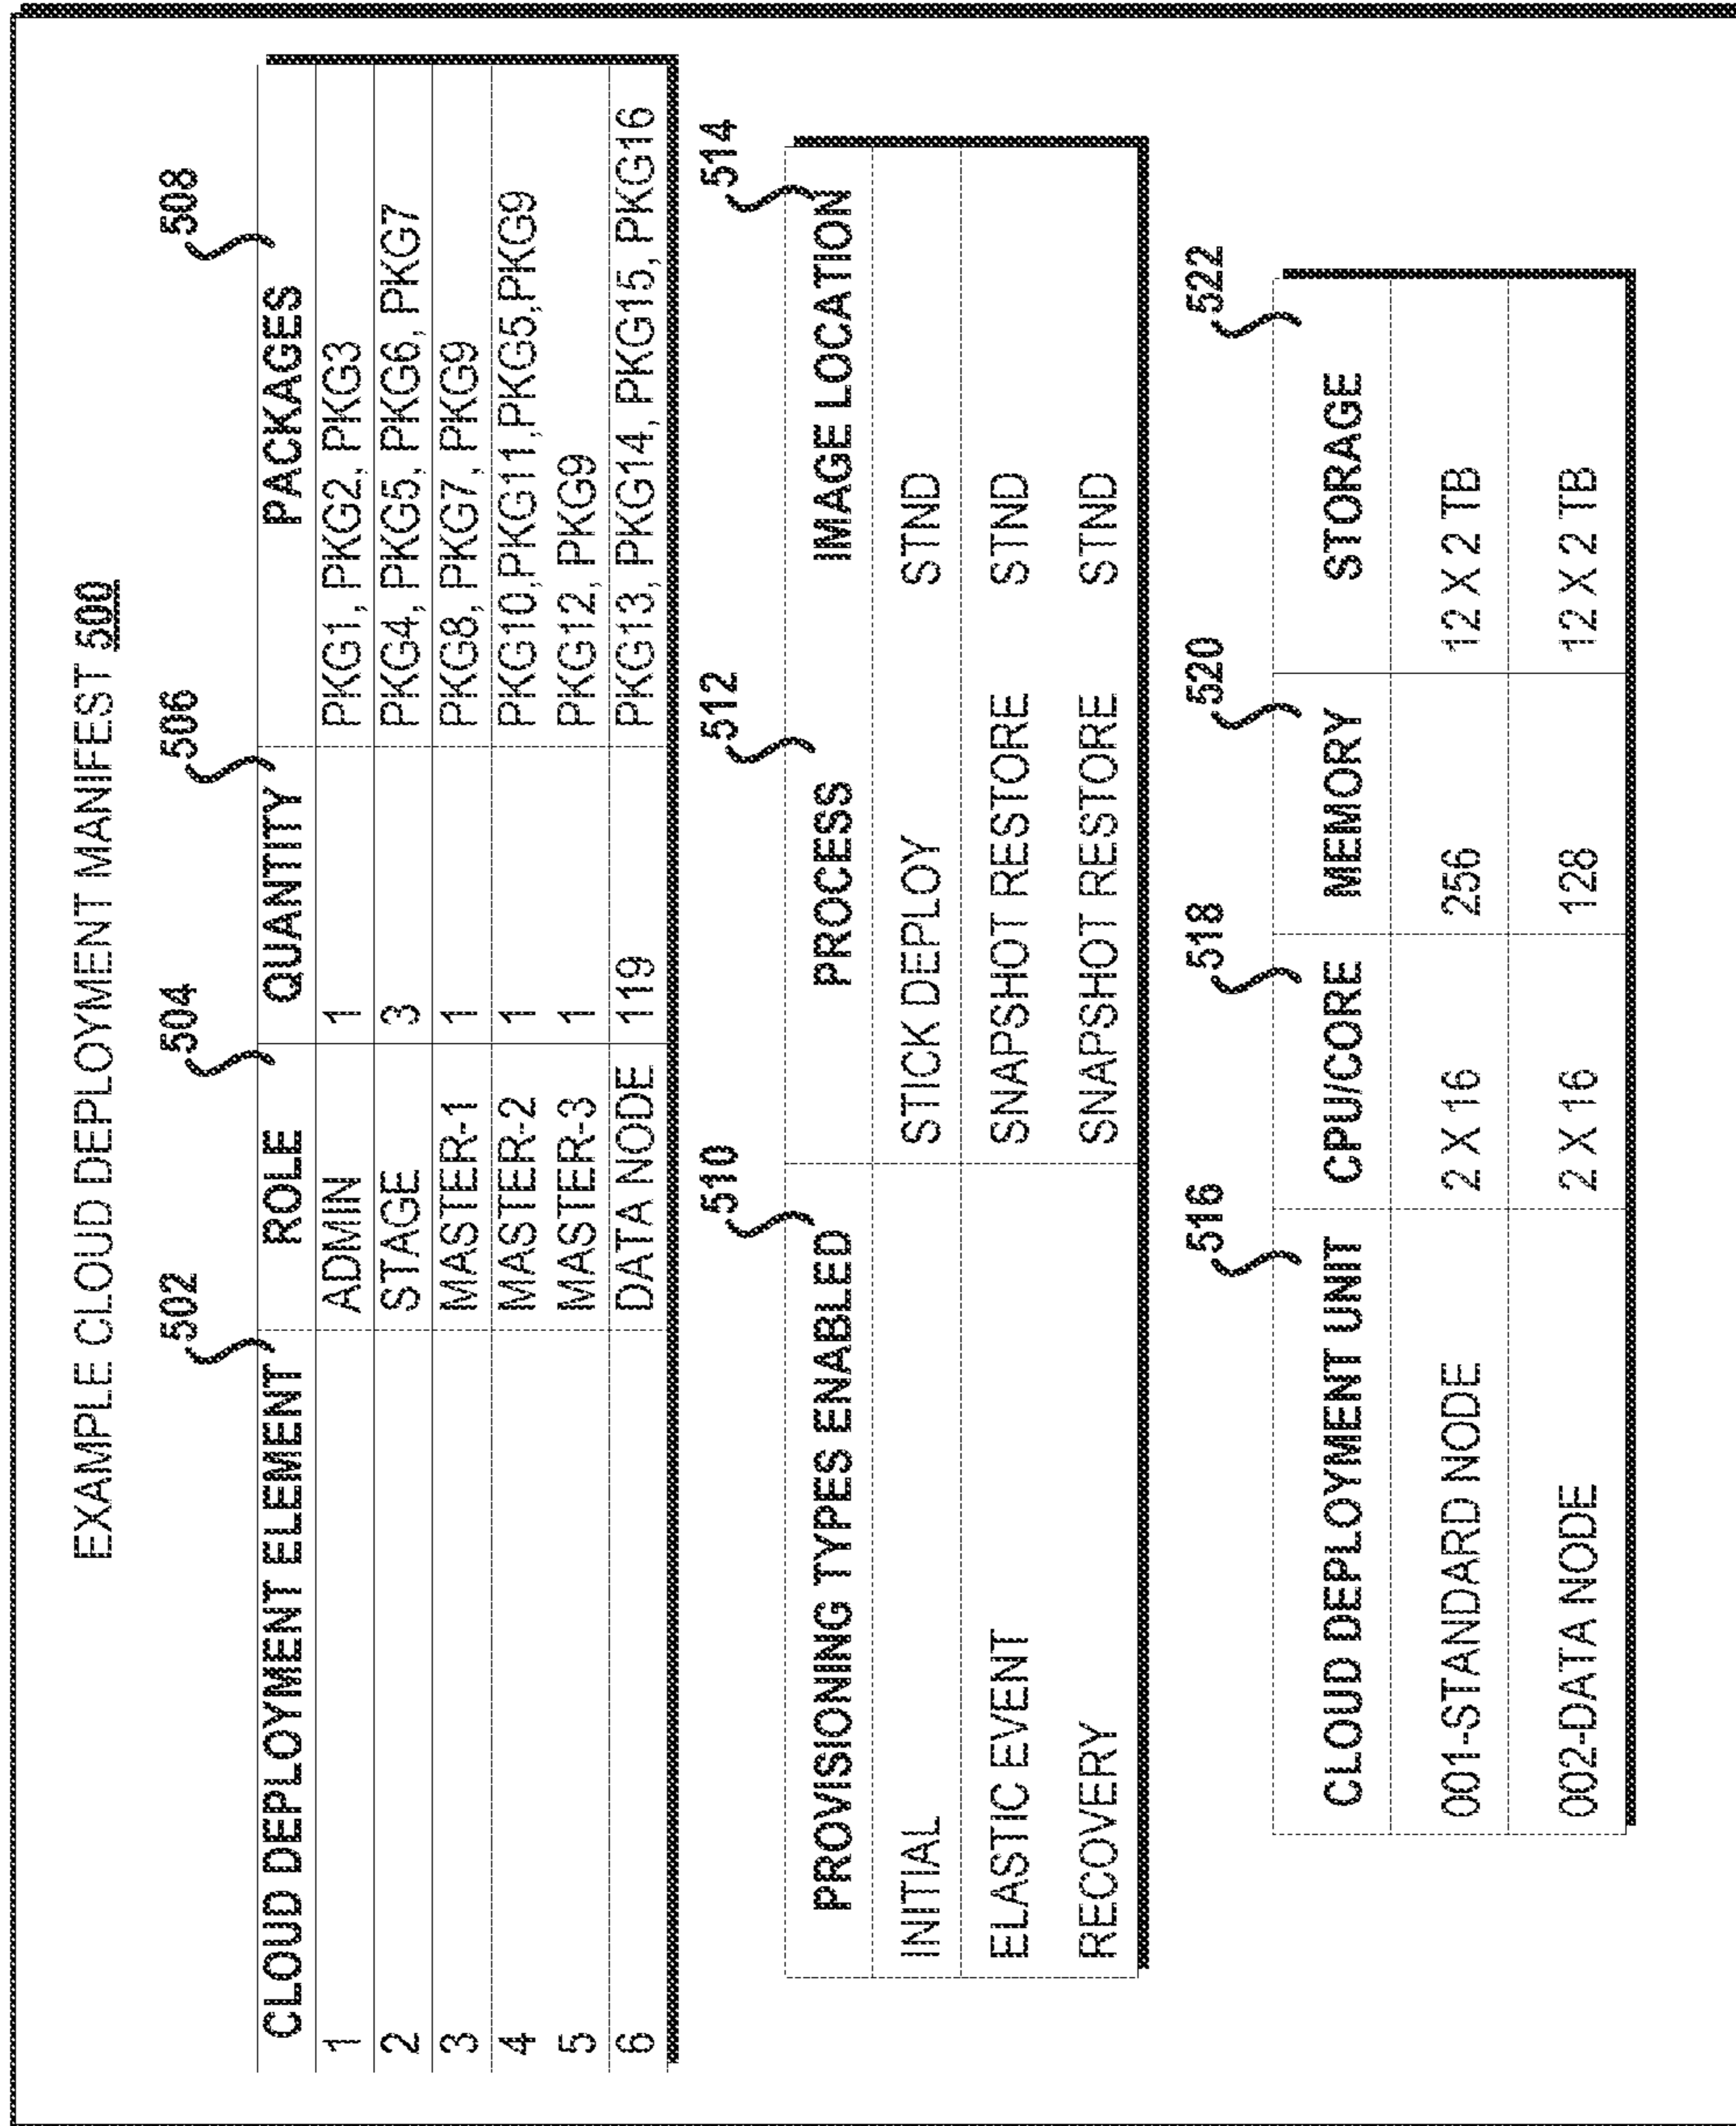 EXAMPLE CLOUD DEPLOYMENT MANIFEST 500
502 504 506 508
CLOUD DEPLOYMENT ELEMENT ROLE QUANTITY PACKAGES
1 ADMIN 1 PKG1, PKG2, PKG3
2 STAGE 3 PKG4, PKG5, PKG6, PKG7
3 MASTER-1 1 PKG8, PKG7, PKG9
4 MASTER-2 1 PKG10,PKG11,PKG5,PKG9
5 MASTER-3 1 PKG12, PKG9
6 DATA NODE 119 PKG13, PKG14, PKG15, PKG16
510 512 514
PROVISIONING TYPES ENABLED PROCESS IMAGE LOCATION
INITIAL STICK DEPLOY STND
ELASTIC EVENT SNAPSHOT RESTORE STND
RECOVERY SNAPSHOT RESTORE STND
516 518 520 522
CLOUD DEPLOYMENT UNIT CPU/CORE MEMORY STORAGE
001-STANDARD NODE 2 X 16 256 12 X 2 TB
002-DATA NODE 2 X 16 128 12 X 2 TB